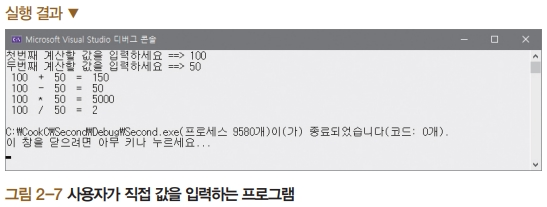 실행 결과 ▼
Microsoft Visual Studio 디버그 콘솔
첫번째 계산할 값을 입력하세요 ==> 100
두번째 계산할 값을 입력하세요 ==> 50
100 + 50 = 150
100 - 50 = 50
100 * 50 = 5000
100 / 50 = 2
C:₩CookC₩Second₩Debug₩Second.exe(프로세스 9580개)이(가) 종료되었습니다(코드: 0개).
이 창을 닫으려면 아무 키나 누르세요...
그림 2-7 사용자가 직접 값을 입력하는 프로그램